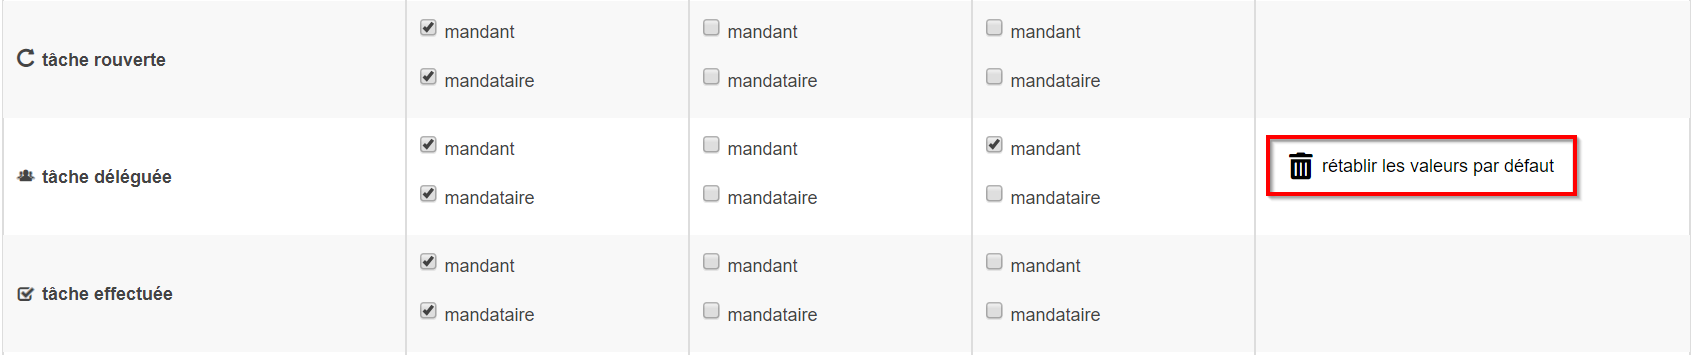 tâche rouverte
mandant
mandataire
mandant
mandataire
mandant
mandataire
tâche déléguée
mandant
mandataire
mandant
mandataire
mandant
mandataire
rétablir les valeurs par défaut
tâche effectuée
mandant
mandataire
mandant
mandataire
mandant
mandataire